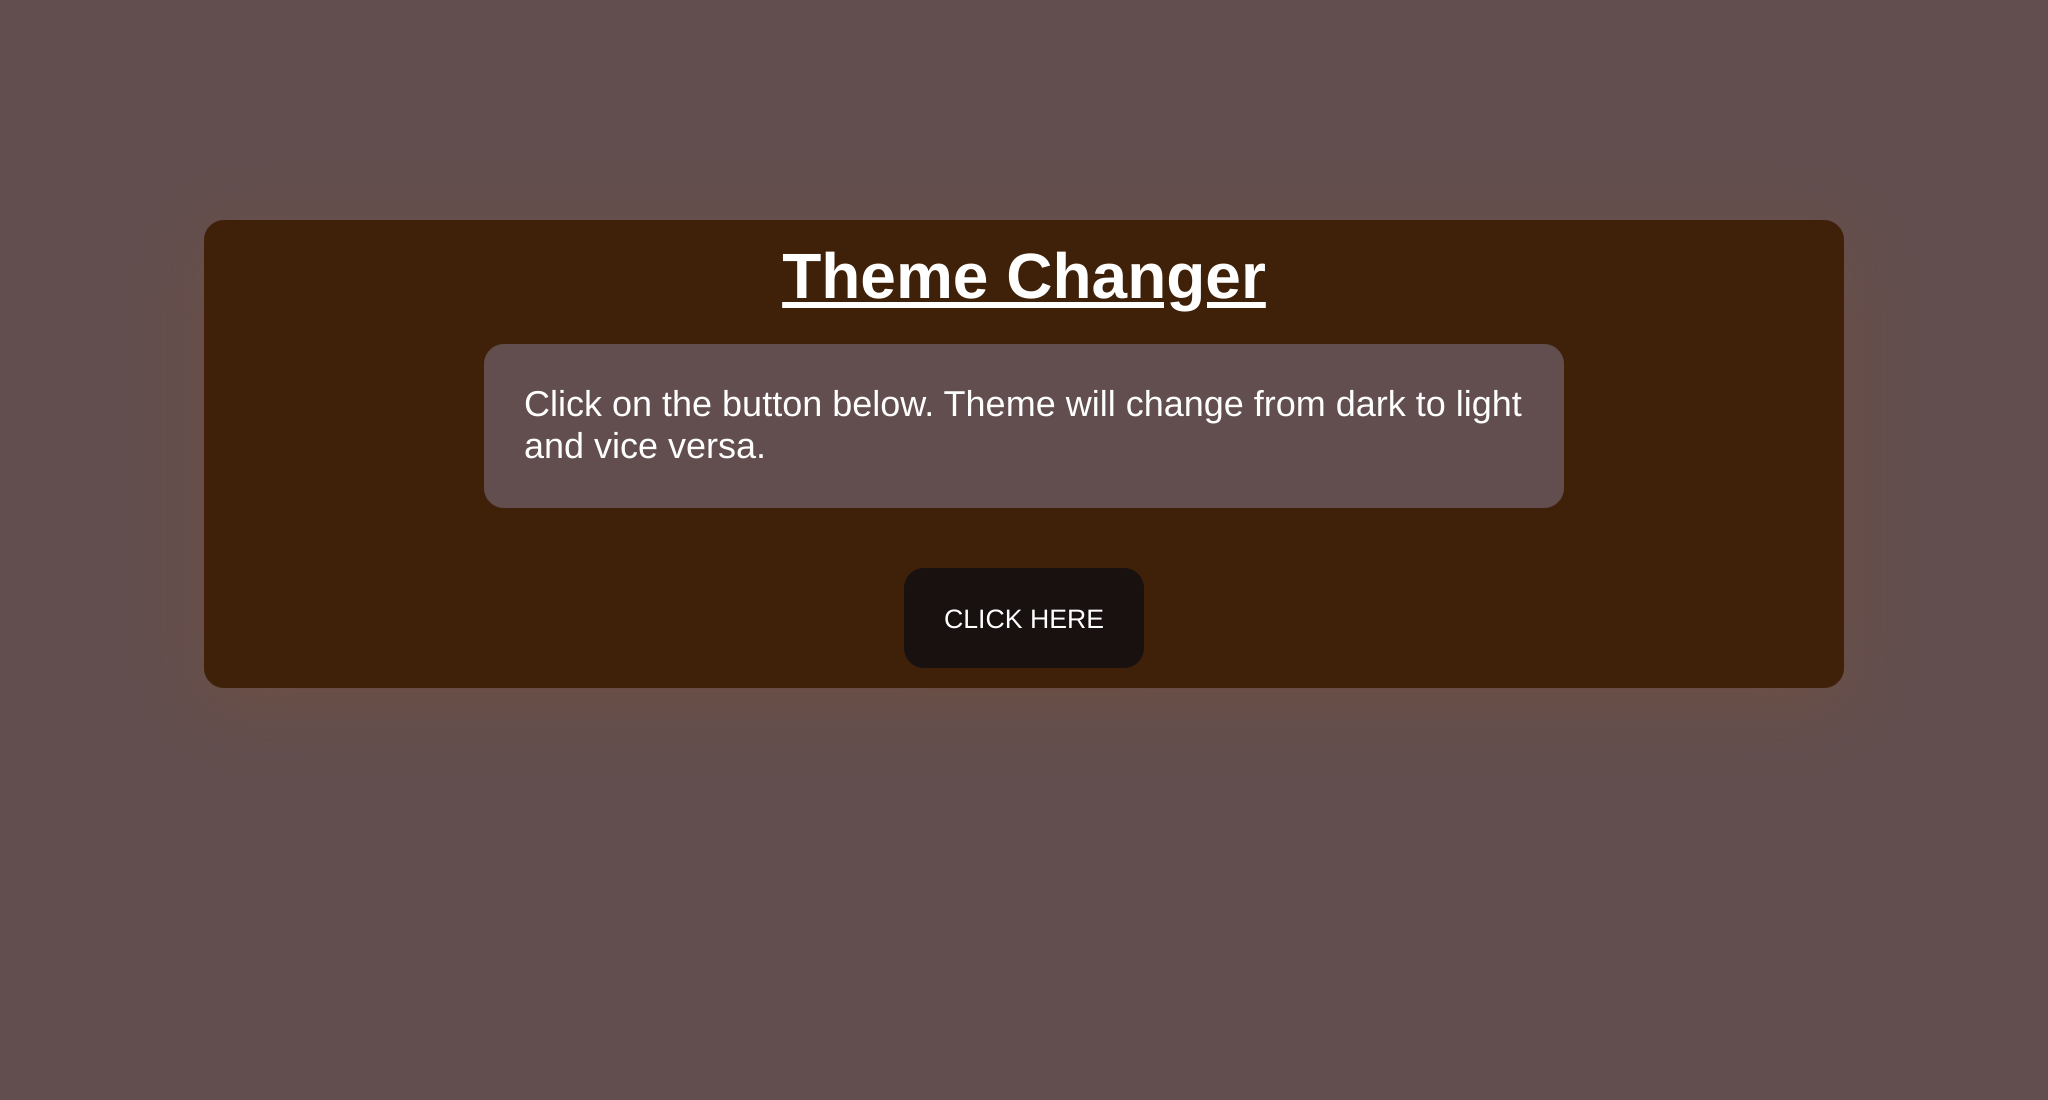 Theme Changer
Click on the button below. Theme will change from dark to light
and vice versa.
CLICK HERE